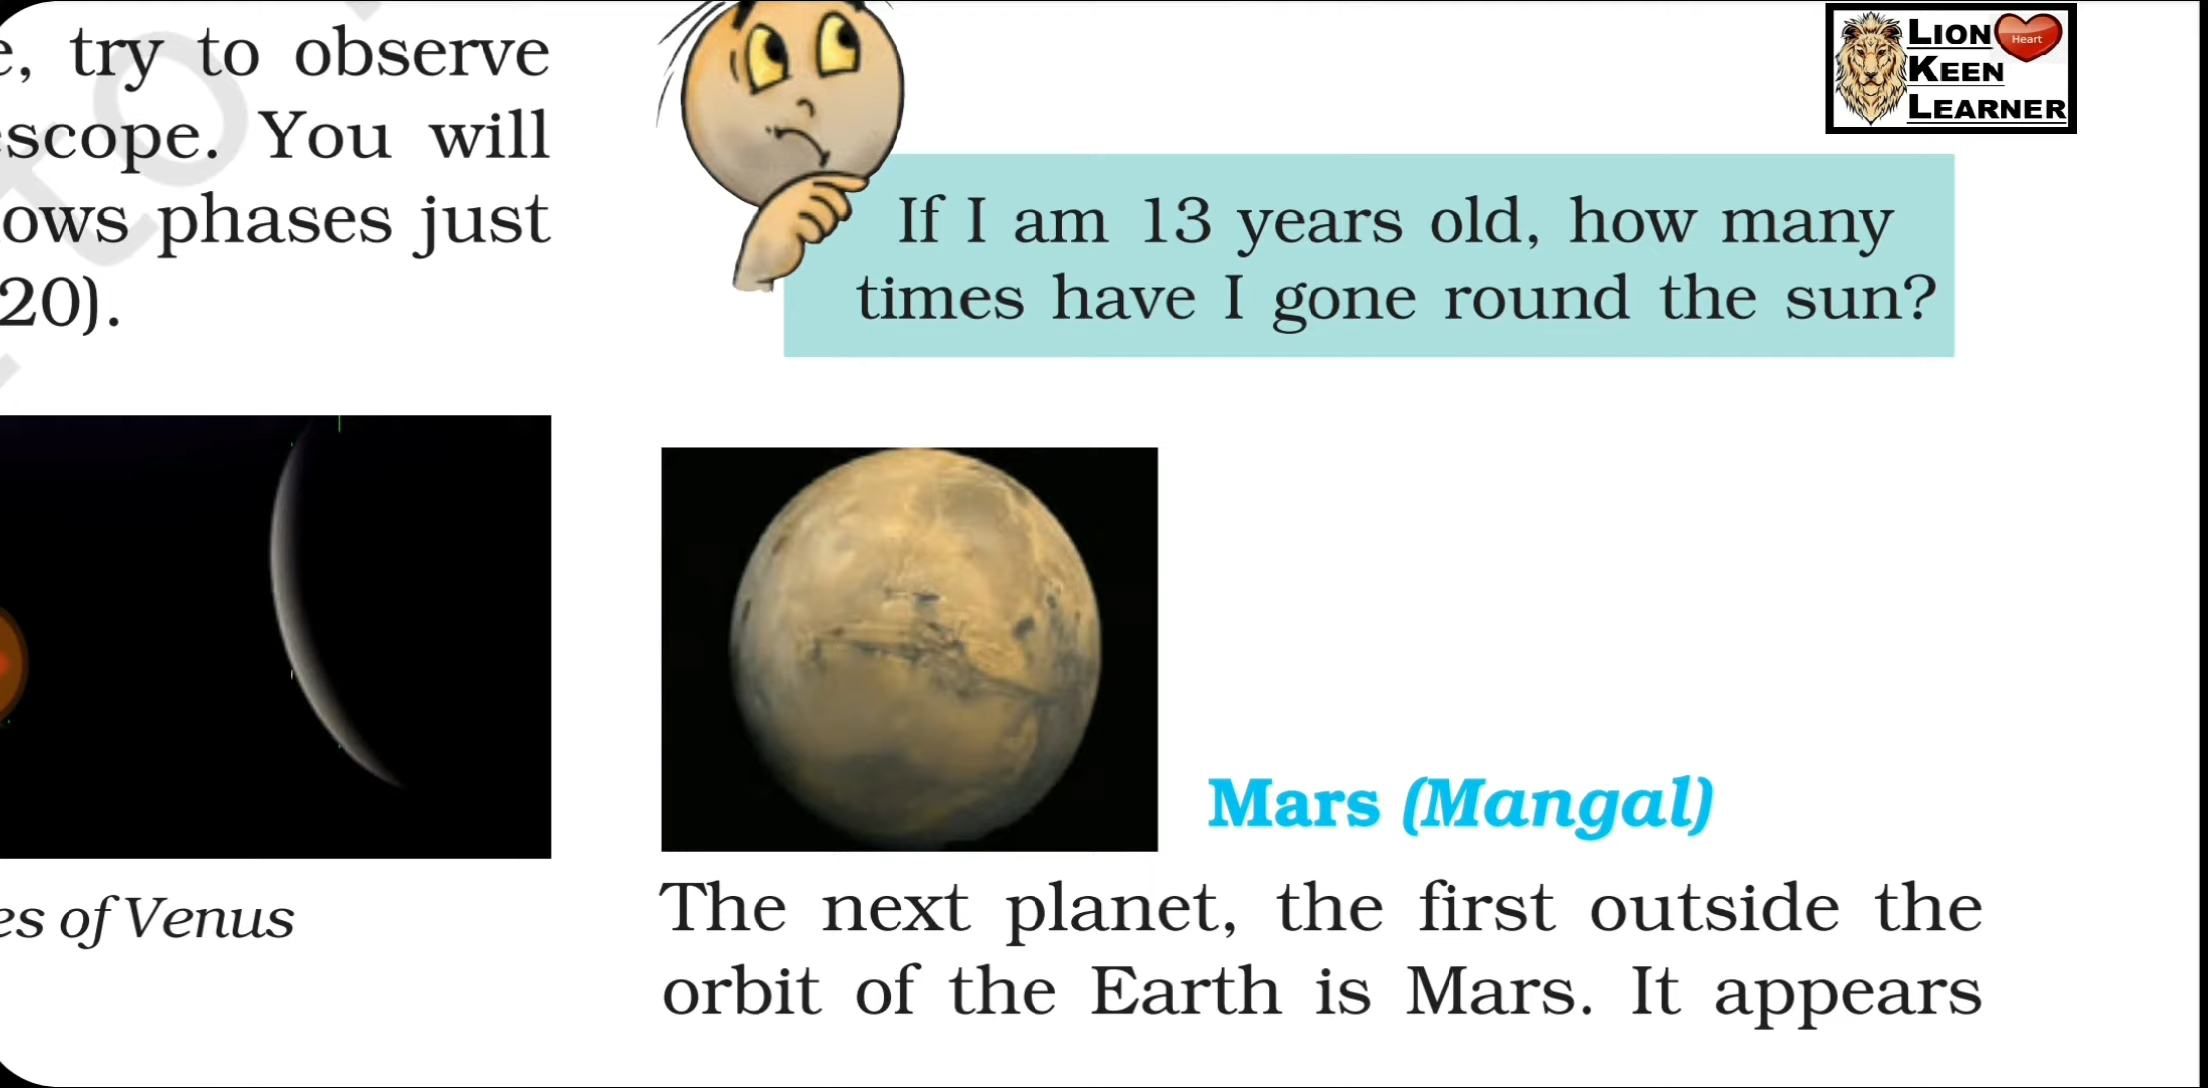 , try to observe
escope. You will
ows phases just
20).
es of Venus
LION Heart
KEEN
LEARNER
If I am 13 years old, how many
times have I gone round the sun?
Mars (Mangal)
The next planet, the first outside the
orbit of the Earth is Mars. It appears